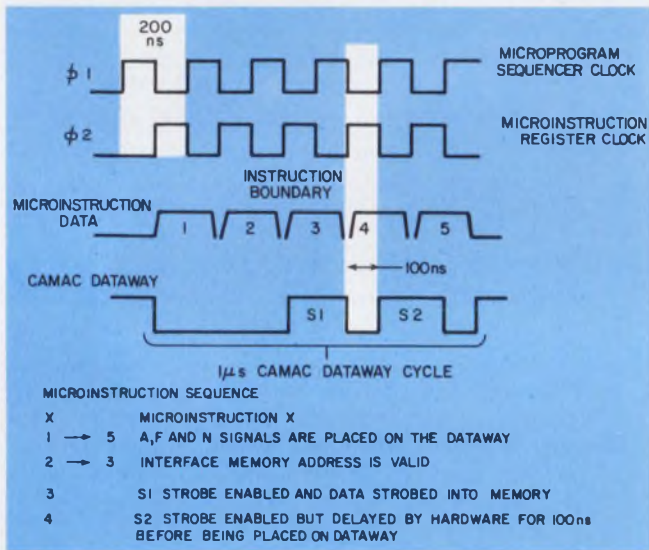 200
ns
φ1
MICROPROGRAM
SEQUENCER CLOCK
φ2
MICROINSTRUCTION
REGISTER CLOCK
INSTRUCTION
BOUNDARY
MICROINSTRUCTION
DATA
1 2 3 4 5
100ns
CAMAC DATAWAY
S1 S2
1μs CAMAC DATAWAY CYCLE
MICROINSTRUCTION SEQUENCE
X MICROINSTRUCTION X
1 → 5 A,F AND N SIGNALS ARE PLACED ON THE DATAWAY
2 → 3 INTERFACE MEMORY ADDRESS IS VALID
3 S1 STROBE ENABLED AND DATA STROBED INTO MEMORY
4 S2 STROBE ENABLED BUT DELAYED BY HARDWARE FOR 100ns
BEFORE BEING PLACED ON DATAWAY